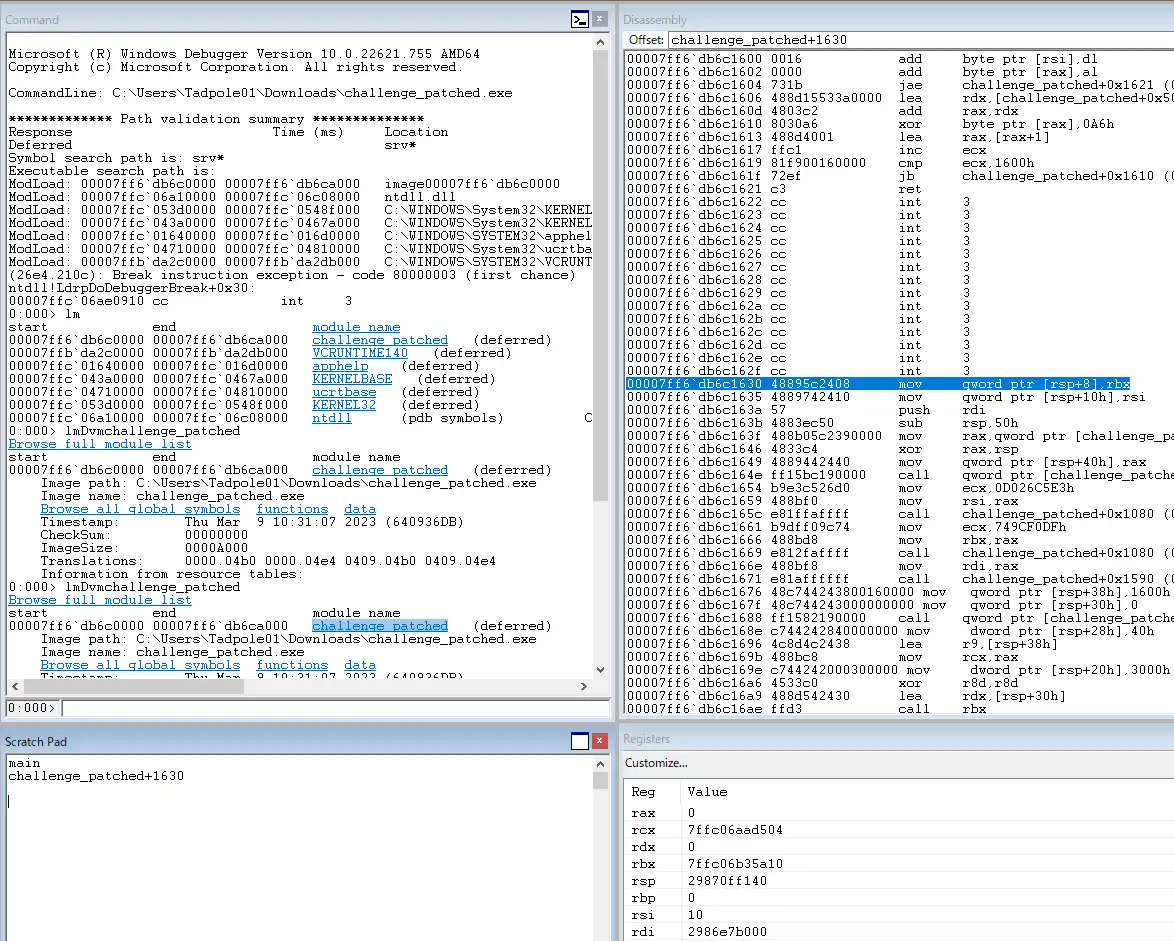 Command
Microsoft (R) Windows Debugger Version 10.0.22621.755 AMD64
Copyright (c) Microsoft Corporation. All rights reserved.
CommandLine: C:\Users\Tadpole01\Downloads\challenge_patched.exe
************* Path validation summary **************
Response Time (ms) Location
Deferred srv*
Symbol search path is: srv*
Executable search path is:
ModLoad: 00007ff6`db6c0000 00007ff6`db6ca000 image00007ff6`db6c0000
ModLoad: 00007ffc`06a10000 00007ffc`06c08000 ntdll.dll
ModLoad: 00007ffc`053d0000 00007ffc`0548f000 C:\WINDOWS\System32\KERNEL
ModLoad: 00007ffc`043a0000 00007ffc`0467a000 C:\WINDOWS\System32\KERNEL
ModLoad: 00007ffc`01640000 00007ffc`016d0000 C:\WINDOWS\SYSTEM32\apphel
ModLoad: 00007ffc`04710000 00007ffc`04810000 C:\WINDOWS\System32\ucrtba
ModLoad: 00007ffb`da2c0000 00007ffb`da2db000 C:\WINDOWS\SYSTEM32\VCRUNT
(26e4.210c): Break instruction exception - code 80000003 (first chance)
ntdll!LdrpDoDebuggerBreak+0x30:
00007ffc`06ae0910 cc int 3
0:000> lm
start end module name
00007ff6`db6c0000 00007ff6`db6ca000 challenge_patched (deferred)
00007ffb`da2c0000 00007ffb`da2db000 VCRUNTIME140 (deferred)
00007ffc`01640000 00007ffc`016d0000 apphelp (deferred)
00007ffc`043a0000 00007ffc`0467a000 KERNELBASE (deferred)
00007ffc`04710000 00007ffc`04810000 ucrtbase (deferred)
00007ffc`053d0000 00007ffc`0548f000 KERNEL32 (deferred)
00007ffc`06a10000 00007ffc`06c08000 ntdll (pdb symbols) C
0:000> lmDvmchallenge_patched
Browse full module list
start end module name
00007ff6`db6c0000 00007ff6`db6ca000 challenge_patched (deferred)
Image path: C:\Users\Tadpole01\Downloads\challenge_patched.exe
Image name: challenge_patched.exe
Browse all global symbols functions data
Timestamp: Thu Mar 9 10:31:07 2023 (640936DB)
CheckSum: 00000000
ImageSize: 0000A000
Translations: 0000.04b0 0000.04e4 0409.04b0 0409.04e4
Information from resource tables:
0:000> lmDvmchallenge_patched
Browse full module list
start end module name
00007ff6`db6c0000 00007ff6`db6ca000 challenge_patched (deferred)
Image path: C:\Users\Tadpole01\Downloads\challenge_patched.exe
Image name: challenge_patched.exe
Browse all global symbols functions data
Timestamp: Thu Mar 9 10:31:07 2023 (640936DB)
0:000>
Scratch Pad
main
challenge_patched+1630
Disassembly
Offset: challenge_patched+1630
00007ff6`db6c1600 0016 add byte ptr [rsi],dl
00007ff6`db6c1602 0000 add byte ptr [rax],al
00007ff6`db6c1604 731b jae challenge_patched+0x1621 (0
00007ff6`db6c1606 488d15533a0000 lea rdx,[challenge_patched+0x50
00007ff6`db6c160d 4803c2 add rax,rdx
00007ff6`db6c1610 8030a6 xor byte ptr [rax],0A6h
00007ff6`db6c1613 488d4001 lea rax,[rax+1]
00007ff6`db6c1617 ffc1 inc ecx
00007ff6`db6c1619 81f900160000 cmp ecx,1600h
00007ff6`db6c161f 72ef jb challenge_patched+0x1610 (0
00007ff6`db6c1621 c3 ret
00007ff6`db6c1622 cc int 3
00007ff6`db6c1623 cc int 3
00007ff6`db6c1624 cc int 3
00007ff6`db6c1625 cc int 3
00007ff6`db6c1626 cc int 3
00007ff6`db6c1627 cc int 3
00007ff6`db6c1628 cc int 3
00007ff6`db6c1629 cc int 3
00007ff6`db6c162a cc int 3
00007ff6`db6c162b cc int 3
00007ff6`db6c162c cc int 3
00007ff6`db6c162d cc int 3
00007ff6`db6c162e cc int 3
00007ff6`db6c162f cc int 3
00007ff6`db6c1630 48895c2408 mov qword ptr [rsp+8],rbx
00007ff6`db6c1635 4889742410 mov qword ptr [rsp+10h],rsi
00007ff6`db6c163a 57 push rdi
00007ff6`db6c163b 4883ec50 sub rsp,50h
00007ff6`db6c163f 488b05c2390000 mov rax,qword ptr [challenge_pa
00007ff6`db6c1646 4833c4 xor rax,rsp
00007ff6`db6c1649 4889442440 mov qword ptr [rsp+40h],rax
00007ff6`db6c164e ff15bc190000 call qword ptr [challenge_patche
00007ff6`db6c1654 b9e3c526d0 mov ecx,0D026C5E3h
00007ff6`db6c1659 488bf0 mov rsi,rax
00007ff6`db6c165c e81ffaffff call challenge_patched+0x1080 (0
00007ff6`db6c1661 b9dff09c74 mov ecx,749CF0DFh
00007ff6`db6c1666 488bd8 mov rbx,rax
00007ff6`db6c1669 e812faffff call challenge_patched+0x1080 (0
00007ff6`db6c166e 488bf8 mov rdi,rax
00007ff6`db6c1671 e81affffff call challenge_patched+0x1590 (0
00007ff6`db6c1676 48c744243800160000 mov qword ptr [rsp+38h],1600h
00007ff6`db6c167f 48c744243000000000 mov qword ptr [rsp+30h],0
00007ff6`db6c1688 ff1582190000 call qword ptr [challenge_patche
00007ff6`db6c168e c744242840000000 mov dword ptr [rsp+28h],40h
00007ff6`db6c1696 4c8d4c2438 lea r9,[rsp+38h]
00007ff6`db6c169b 488bc8 mov rcx,rax
00007ff6`db6c169e c744242000300000 mov dword ptr [rsp+20h],3000h
00007ff6`db6c16a6 4533c0 xor r8d,r8d
00007ff6`db6c16a9 488d542430 lea rdx,[rsp+30h]
00007ff6`db6c16ae ffd3 call rbx
Registers
Customize...
Reg Value
rax 0
rcx 7ffc06aad504
rdx 0
rbx 7ffc06b35a10
rsp 29870ff140
rbp 0
rsi 10
rdi 2986e7b000